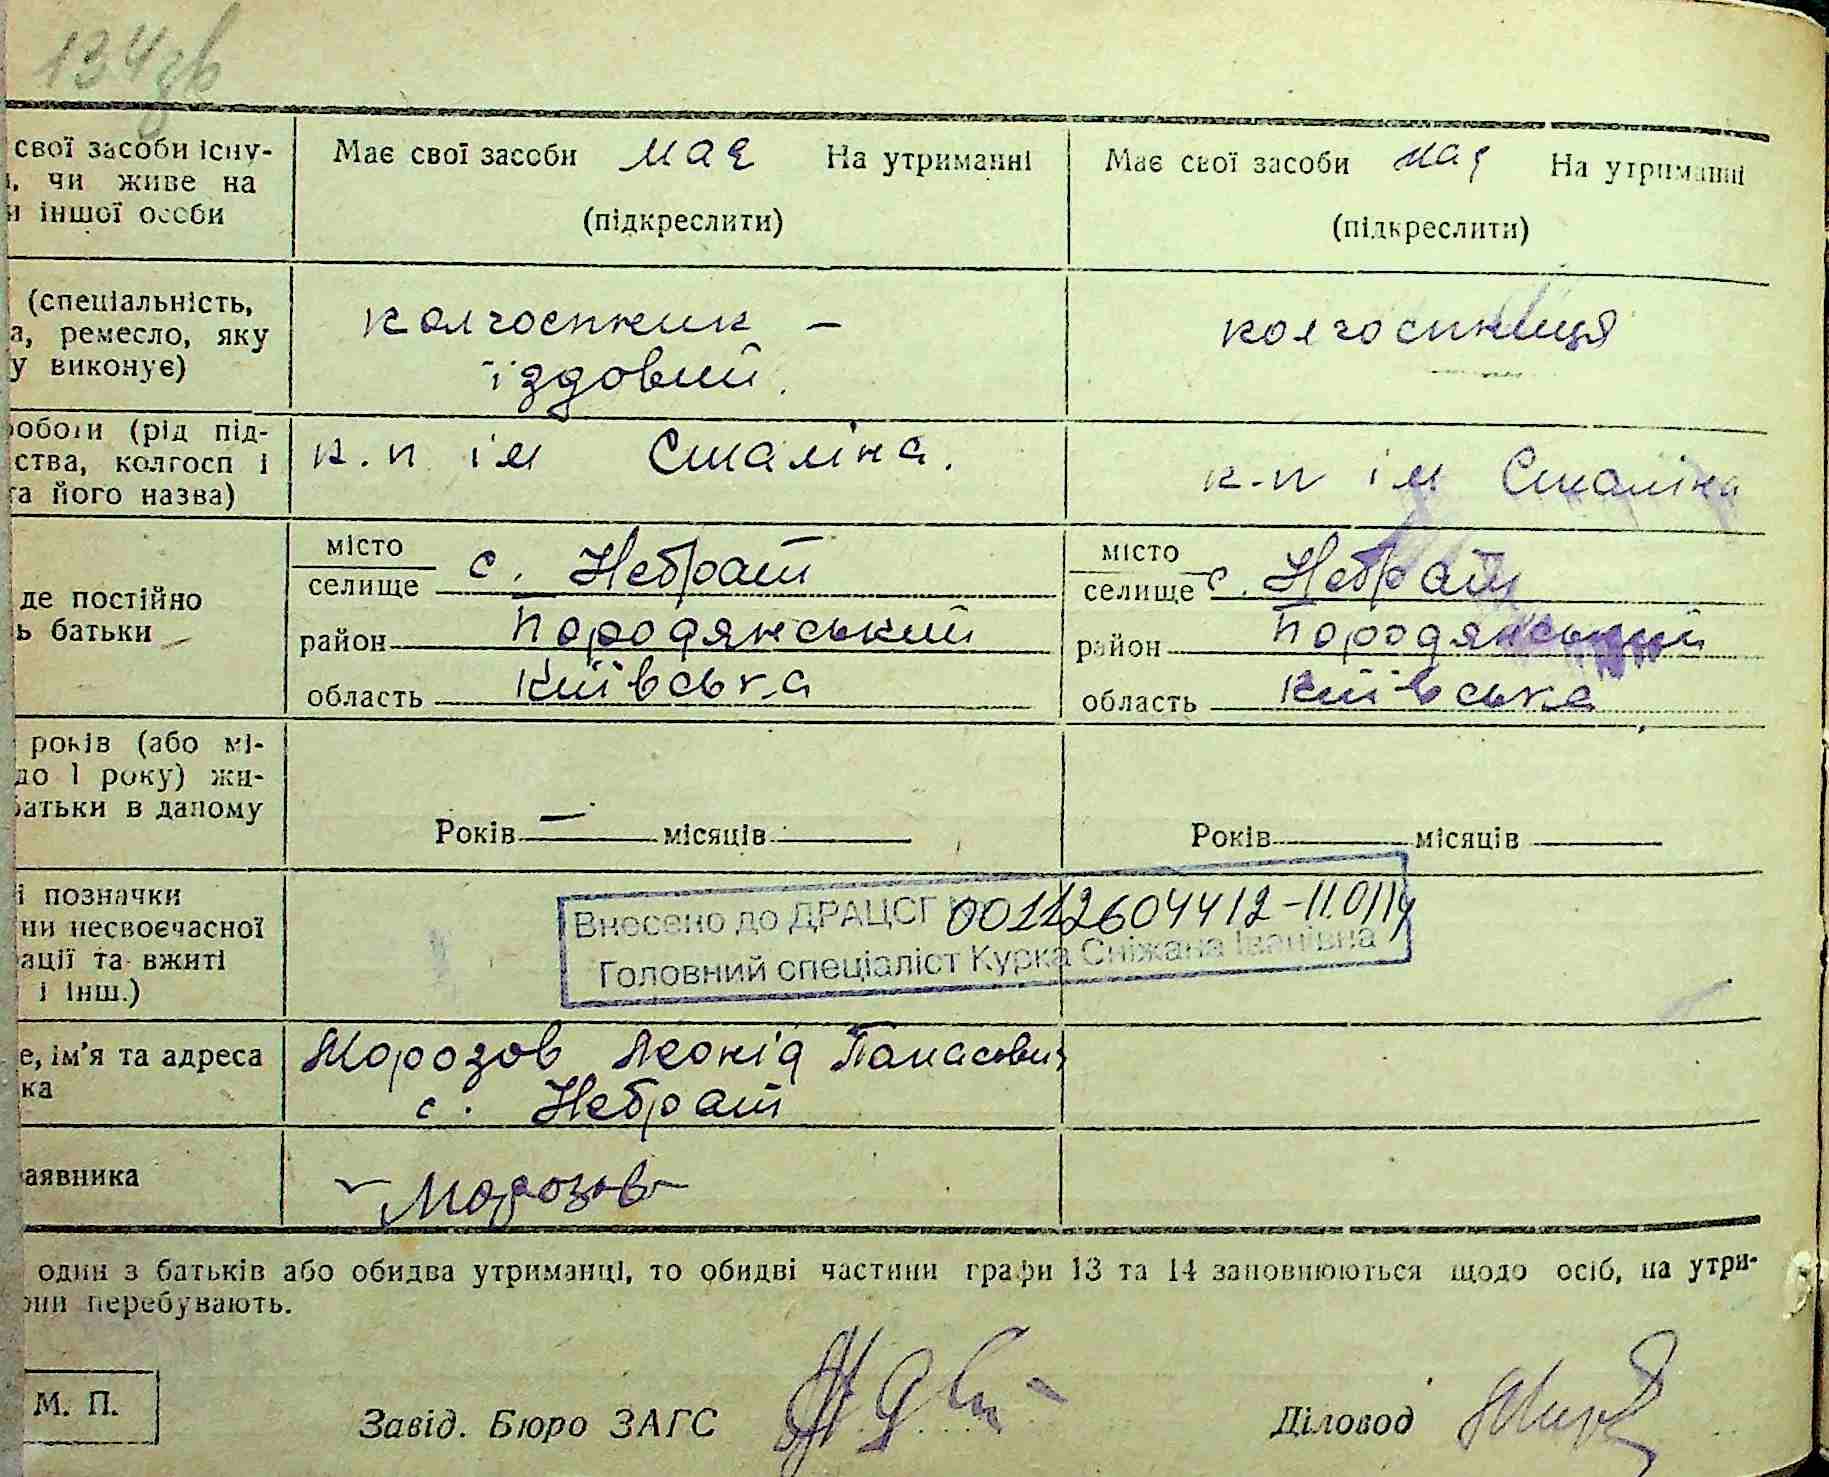 134зв
свої засоби існу-
, чи живе на
и іншої особи
Має свої засоби має На утриманні
(підкреслити)
Має свої засоби має На утриманні
(підкреслити)
(спеціальність,
а, ремесло, яку
у виконує)
колгоспник –
їздовий.
колгоспниця
оботи (рід під-
ства, колгосп і
та його назва)
к.п ім Сталіна.
к.п ім Сталіна
де постійно
ь батьки
місто
селище с. Небрат
район Бородянський
область Київська
місто
селище с. Небрат
район Бородянський
область Київська
років (або мі-
до 1 року) жи-
батьки в даному
Років — місяців
Років місяців
і позначки
ни несвоєчасної
ації та вжиті
і інш.)
Внесено до ДРАЦСГ 00112604412-11.01
Головний спеціаліст Курка Сніжана Іванівна
е, ім'я та адреса
ка
Морозов Леонід Панасович
с. Небрат
аявника
Морозов
один з батьків або обидва утриманці, то обидві частини графи 13 та 14 заповнюються щодо осіб, на утри-
они перебувають.
М. П.
Завід. Бюро ЗАГС
Діловод